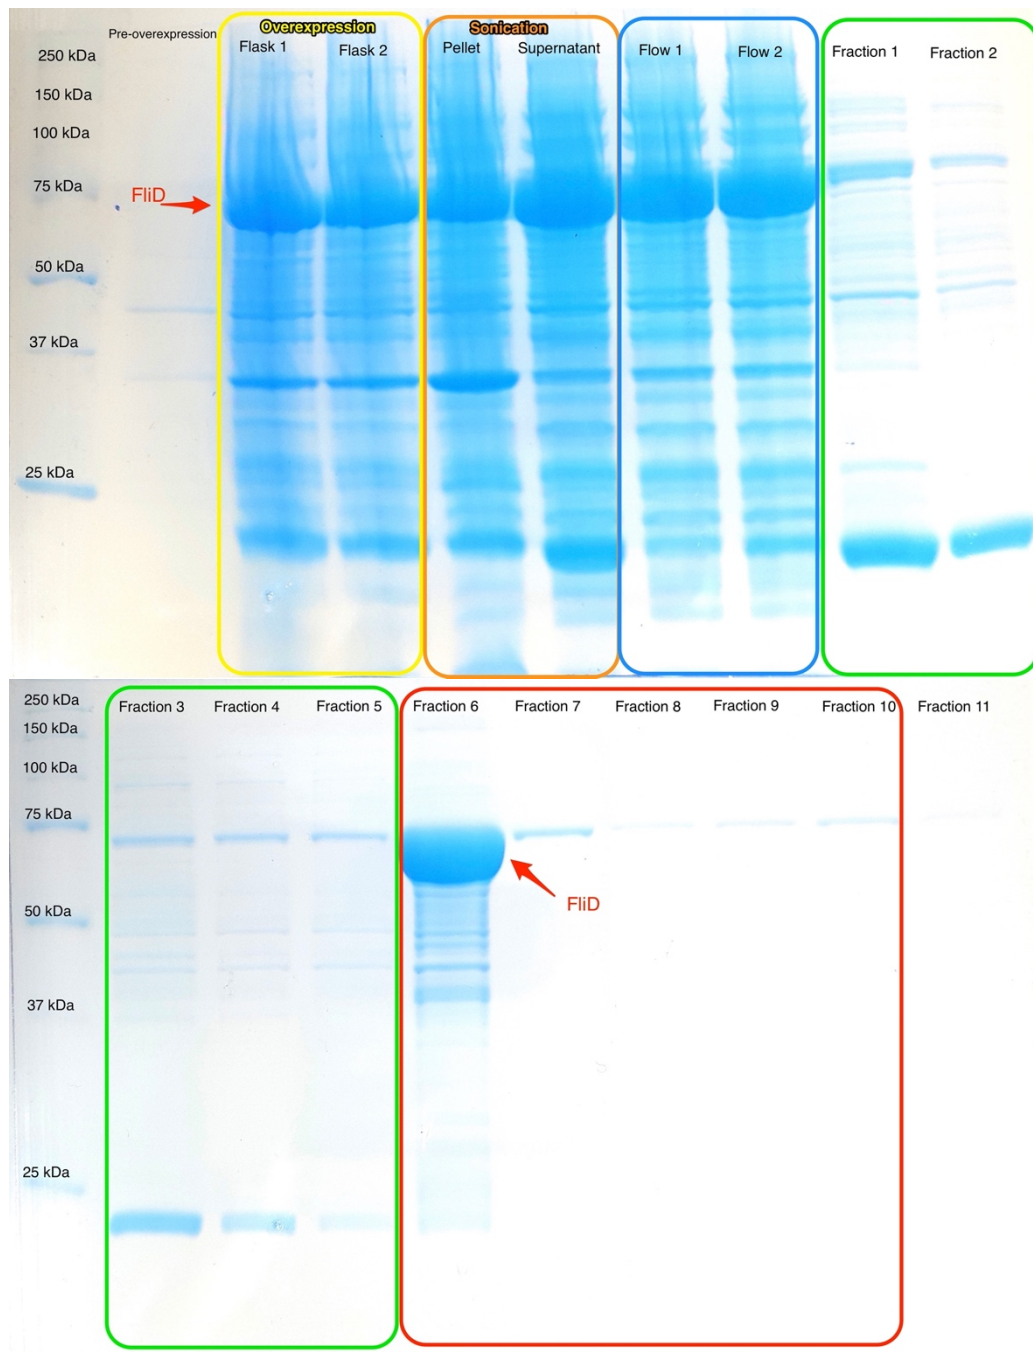 Overexpression
Sonication
Pre-overexpression
Flask 1
Flask 2
Pellet
Supernatant
Flow 1
Flow 2
Fraction 1
Fraction 2
250 kDa
150 kDa
100 kDa
75 kDa
FliD
50 kDa
37 kDa
25 kDa
250 kDa
Fraction 3
Fraction 4
Fraction 5
Fraction 6
Fraction 7
Fraction 8
Fraction 9
Fraction 10
Fraction 11
150 kDa
100 kDa
75 kDa
FliD
50 kDa
37 kDa
25 kDa